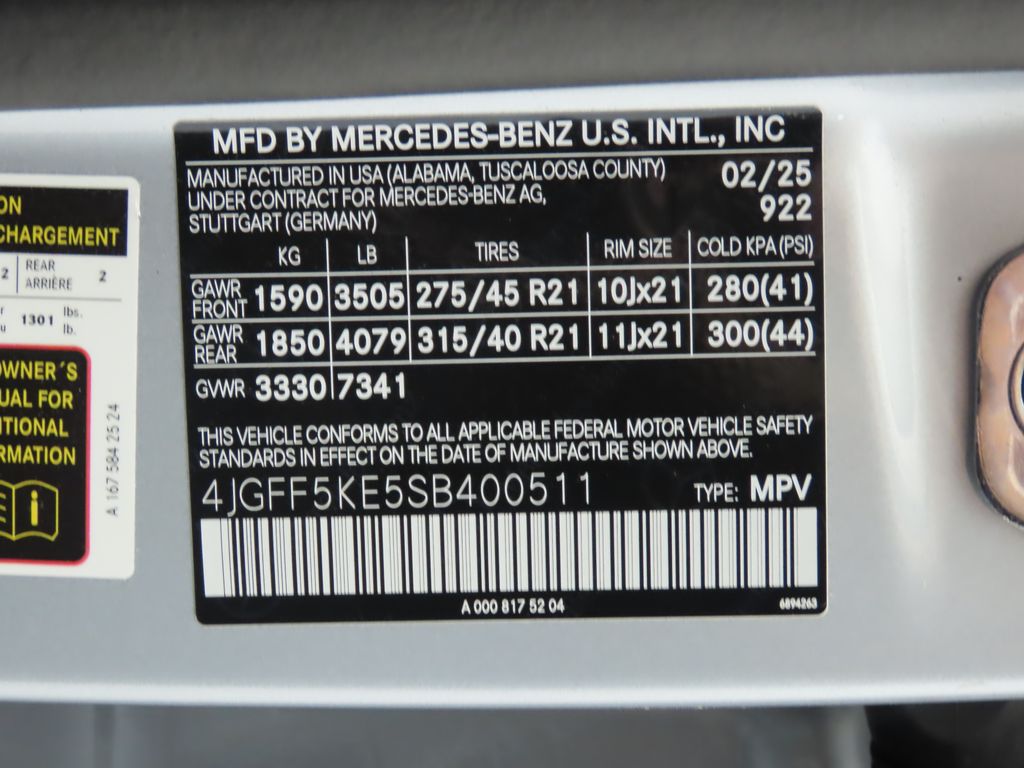 MFD BY MERCEDES-BENZ U.S. INTL., INC
MANUFACTURED IN USA (ALABAMA, TUSCALOOSA COUNTY) 02/25
UNDER CONTRACT FOR MERCEDES-BENZ AG, 922
STUTTGART (GERMANY)
KG LB TIRES RIM SIZE COLD KPA (PSI)
GAWR FRONT 1590 3505 275/45 R21 10Jx21 280(41)
GAWR REAR 1850 4079 315/40 R21 11Jx21 300(44)
GVWR 3330 7341
THIS VEHICLE CONFORMS TO ALL APPLICABLE FEDERAL MOTOR VEHICLE SAFETY
STANDARDS IN EFFECT ON THE DATE OF MANUFACTURE SHOWN ABOVE.
4JGFF5KE5SB400511 TYPE: MPV
A 000 817 52 04 6894263
ON
CHARGEMENT
2 REAR ARRIÈRE 2
1301 lbs. lb.
OWNER´S
UAL FOR
ITIONAL
RMATION
A 167 584 25 24